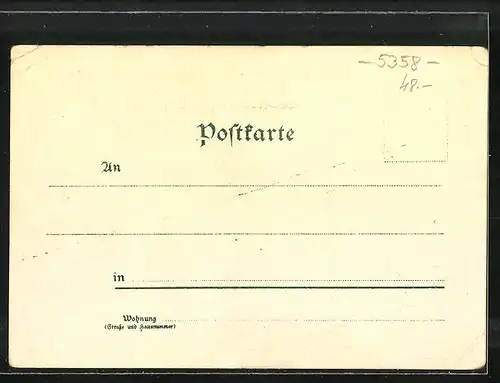 - 5358 -
48.-
Postkarte
An
in
Wohnung
(Straße und Hausnummer)